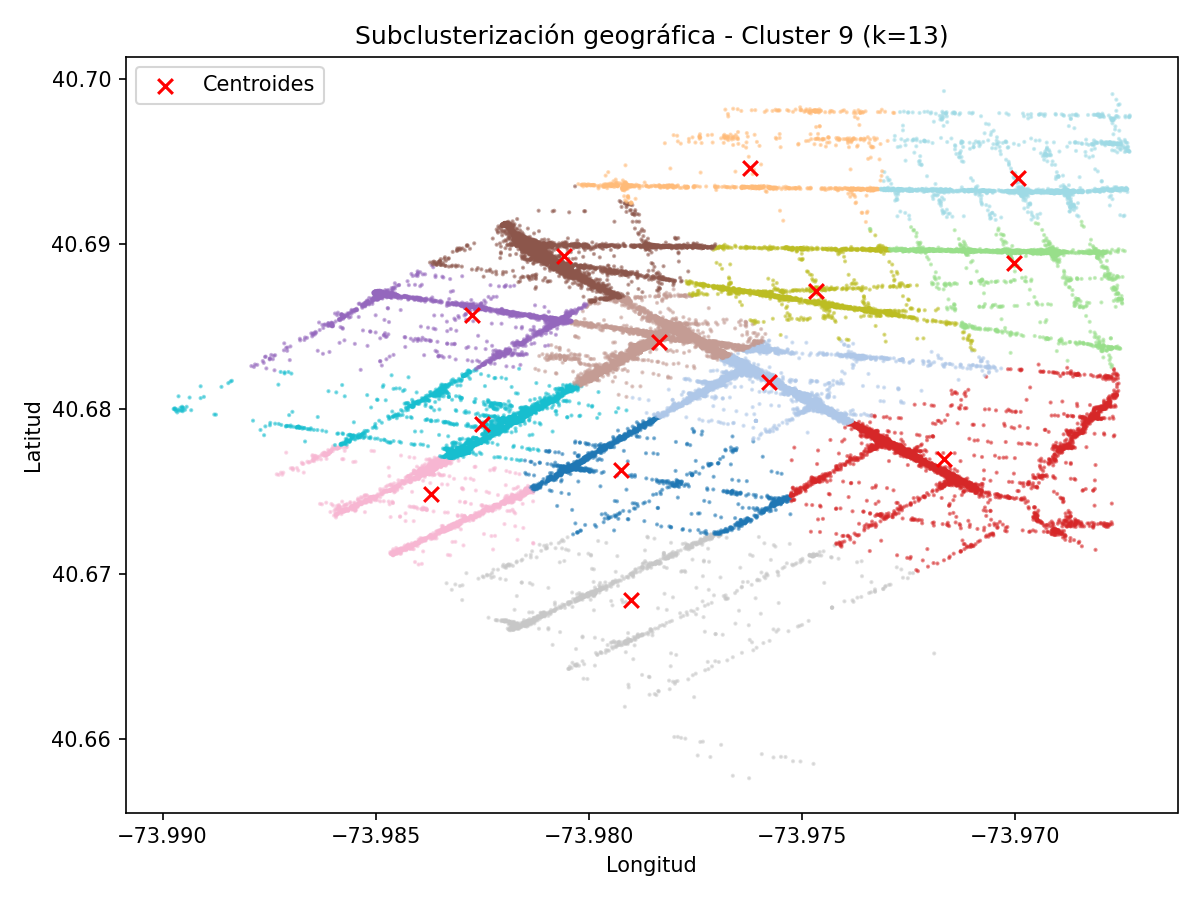 Subclusterización geográfica - Cluster 9 (k=13)
Centroides
40.70
40.69
40.68
40.67
40.66
Latitud
−73.990
−73.985
−73.980
−73.975
−73.970
Longitud